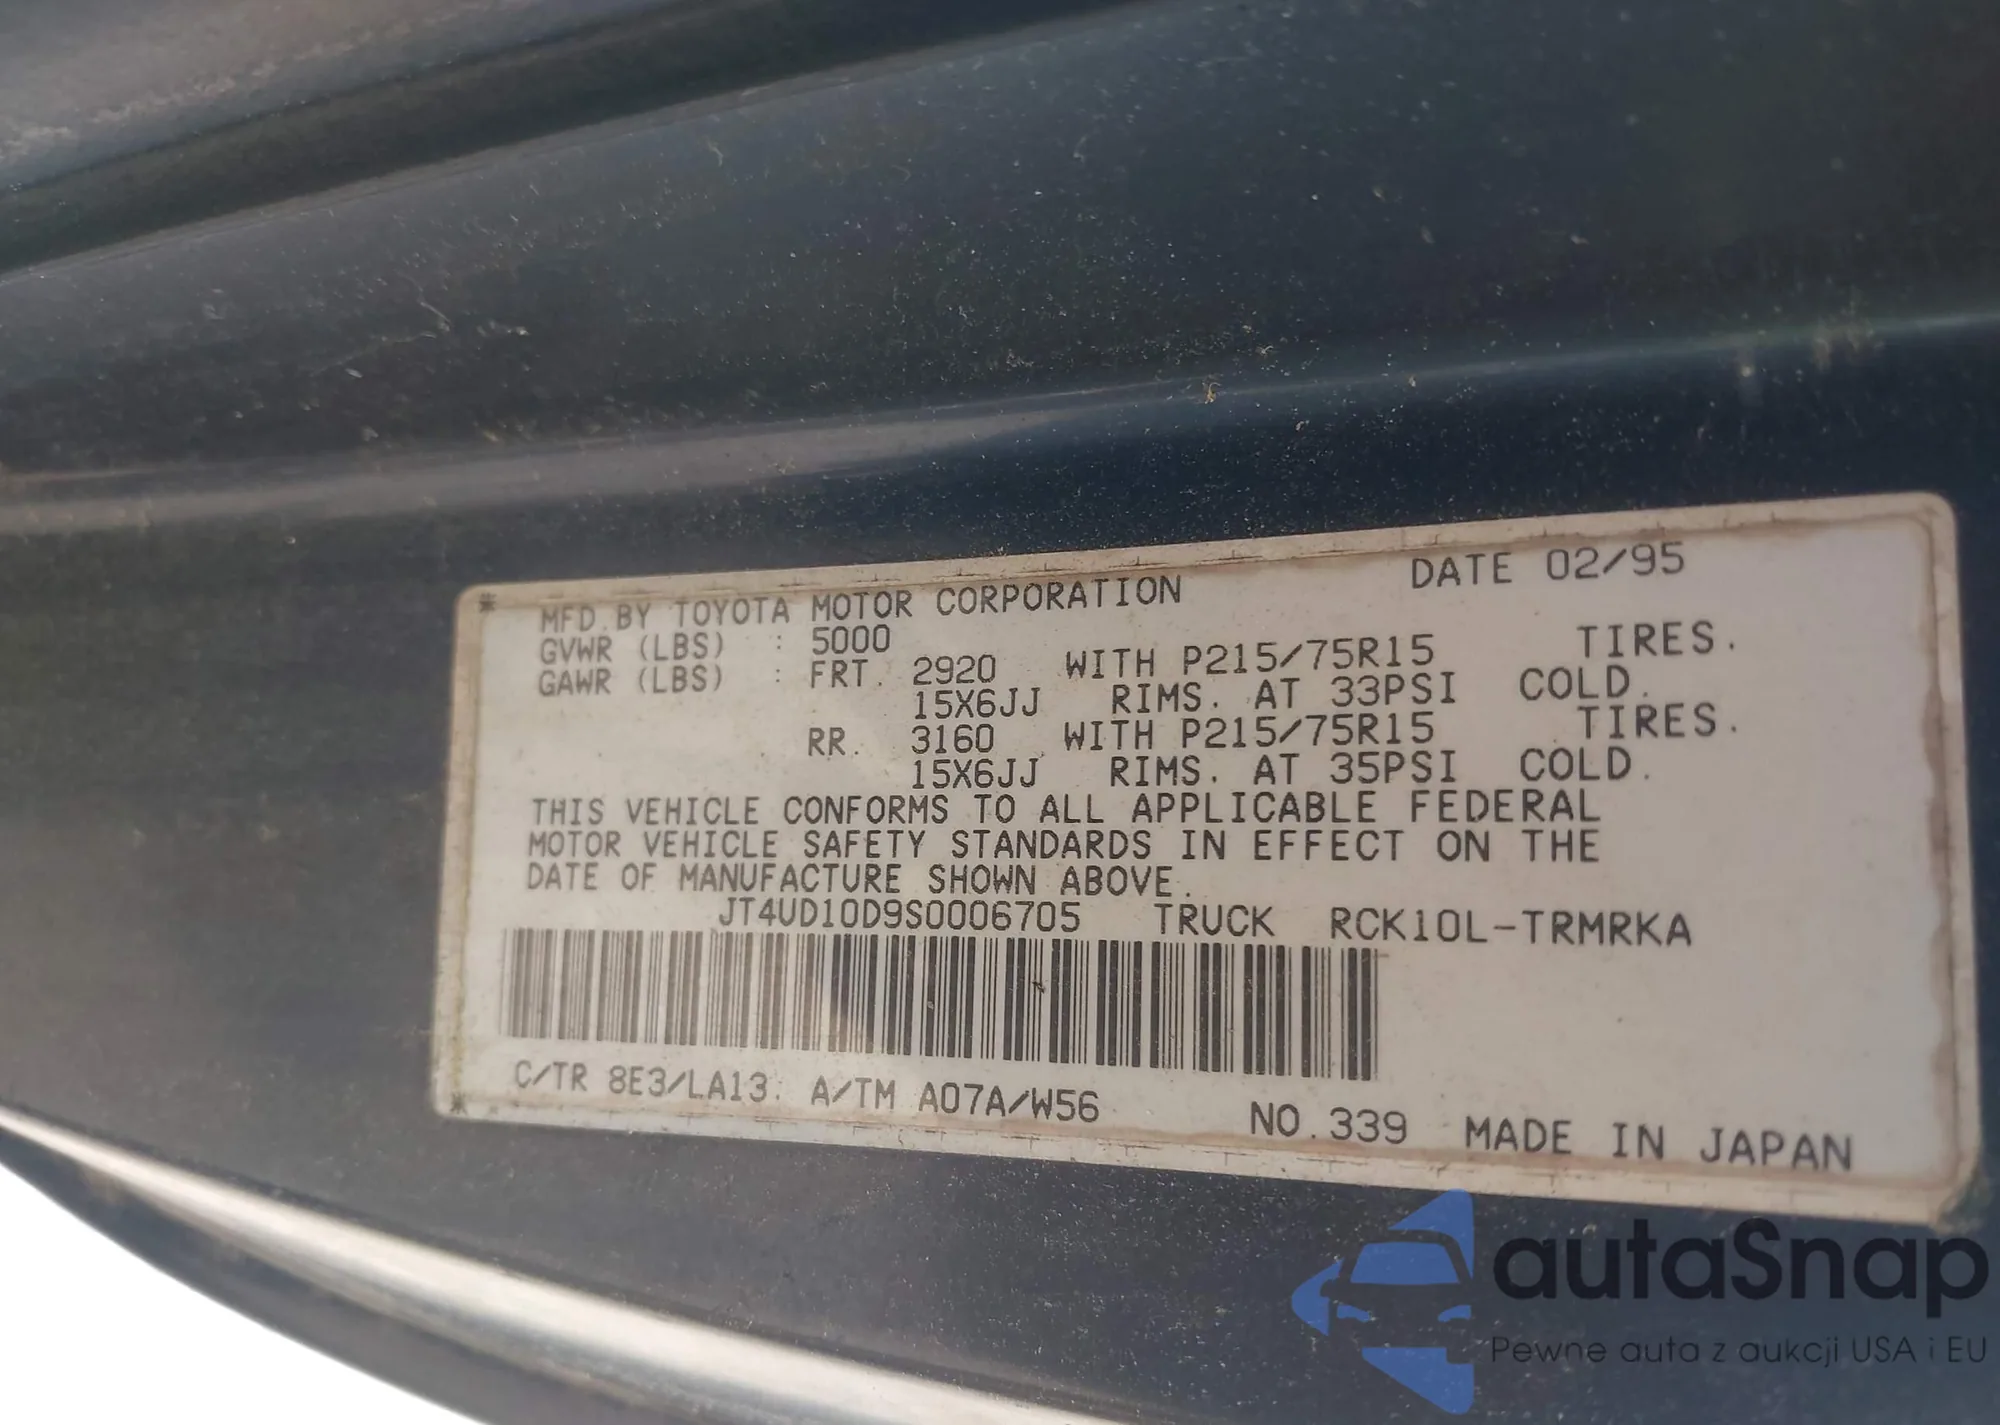 MFD. BY TOYOTA MOTOR CORPORATION DATE 02/95
GVWR (LBS) : 5000
GAWR (LBS) : FRT. 2920 WITH P215/75R15 TIRES.
15X6JJ RIMS. AT 33PSI COLD.
RR. 3160 WITH P215/75R15 TIRES.
15X6JJ RIMS. AT 35PSI COLD.
THIS VEHICLE CONFORMS TO ALL APPLICABLE FEDERAL
MOTOR VEHICLE SAFETY STANDARDS IN EFFECT ON THE
DATE OF MANUFACTURE SHOWN ABOVE.
JT4UD10D9S0006705 TRUCK RCK10L-TRMRKA
C/TR 8E3/LA13. A/TM A07A/W56 NO.339 MADE IN JAPAN
autaSnap
Pewne auta z aukcji USA i EU